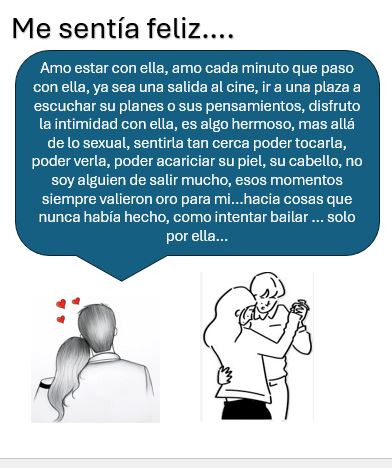 Me sentía feliz....
Amo estar con ella, amo cada minuto que paso
con ella, ya sea una salida al cine, ir a una plaza a
escuchar su planes o sus pensamientos, disfruto
la intimidad con ella, es algo hermoso, mas allá
de lo sexual, sentirla tan cerca poder tocarla,
poder verla, poder acariciar su piel, su cabello, no
soy alguien de salir mucho, esos momentos
siempre valieron oro para mi...hacia cosas que
nunca había hecho, como intentar bailar ... solo
por ella...